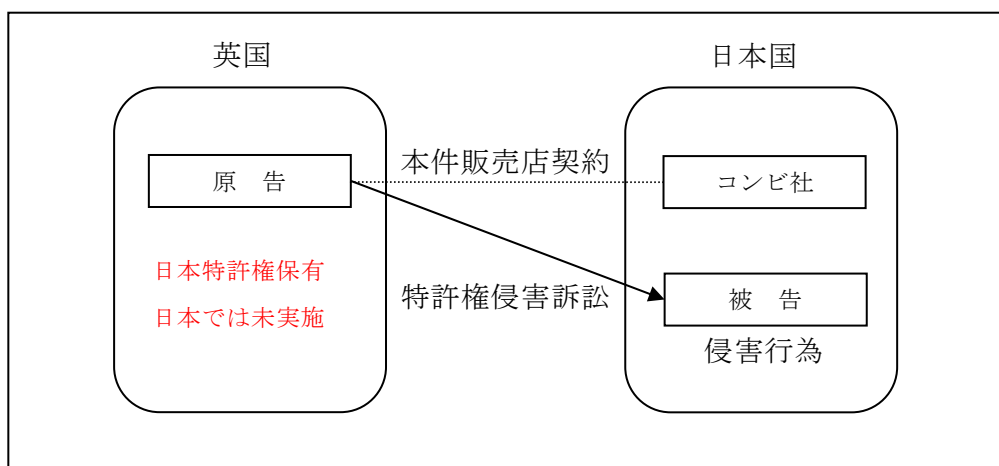 英国
日本国
本件販売店契約
原 告
コンビ社
日本特許権保有
日本では未実施
特許権侵害訴訟
被 告
侵害行為